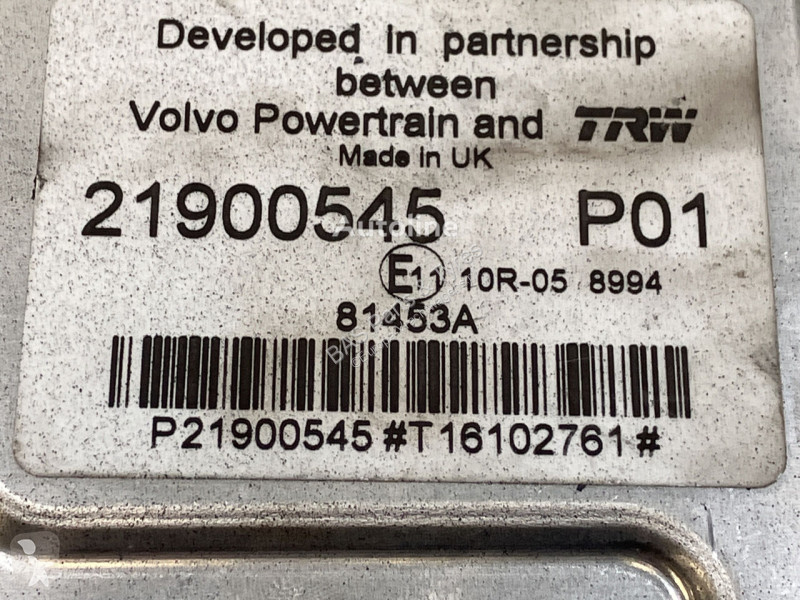 Developed in partnership
between
Volvo Powertrain and TRW
Made in UK
21900545 P01
Autoline
E11 10R-05 8994
81453A
P21900545#T16102761#